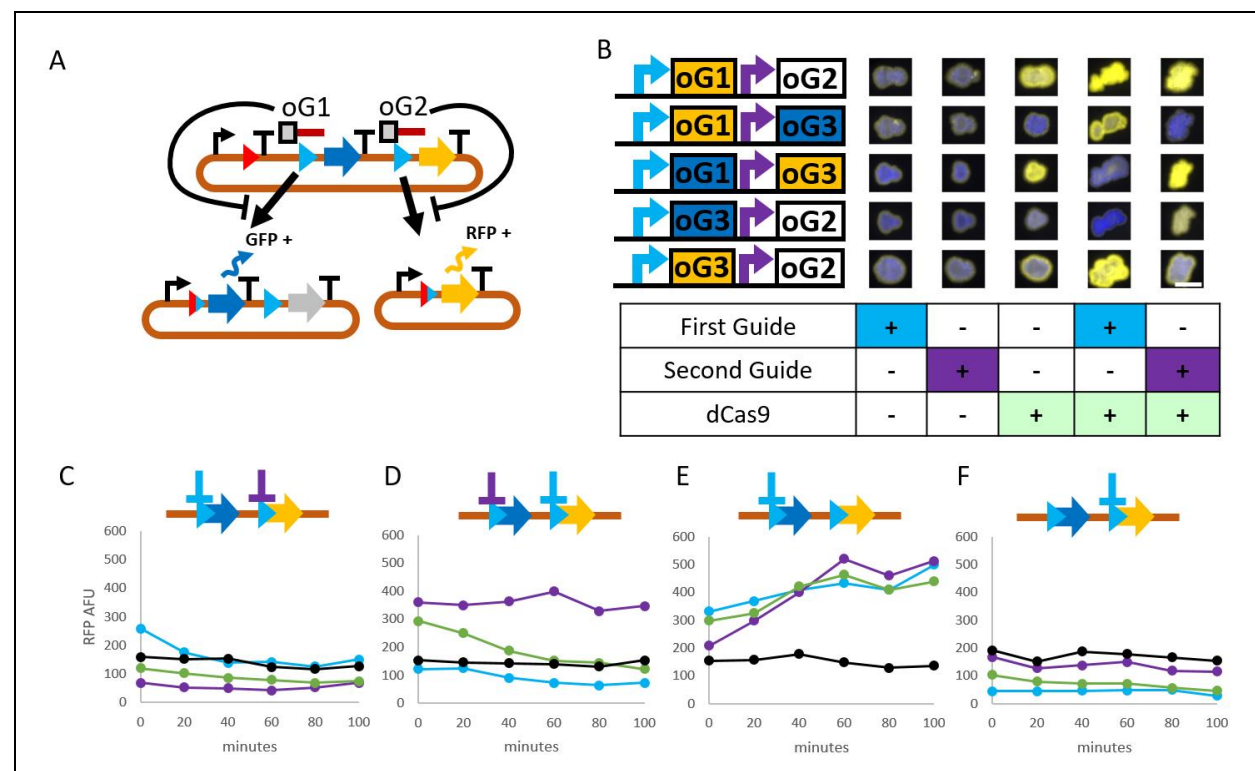 A
oG1 oG2
GFP +
RFP +
B
oG1 oG2
oG1 oG3
oG1 oG3
oG3 oG2
oG3 oG2
First Guide + - - + -
Second Guide - + - - +
dCas9 - - + + +
C
RFP AFU
600
500
400
300
200
100
0
0 20 40 60 80 100
minutes
D
600
500
400
300
200
100
0
0 20 40 60 80 100
minutes
E
600
500
400
300
200
100
0
0 20 40 60 80 100
minutes
F
600
500
400
300
200
100
0
0 20 40 60 80 100
minutes